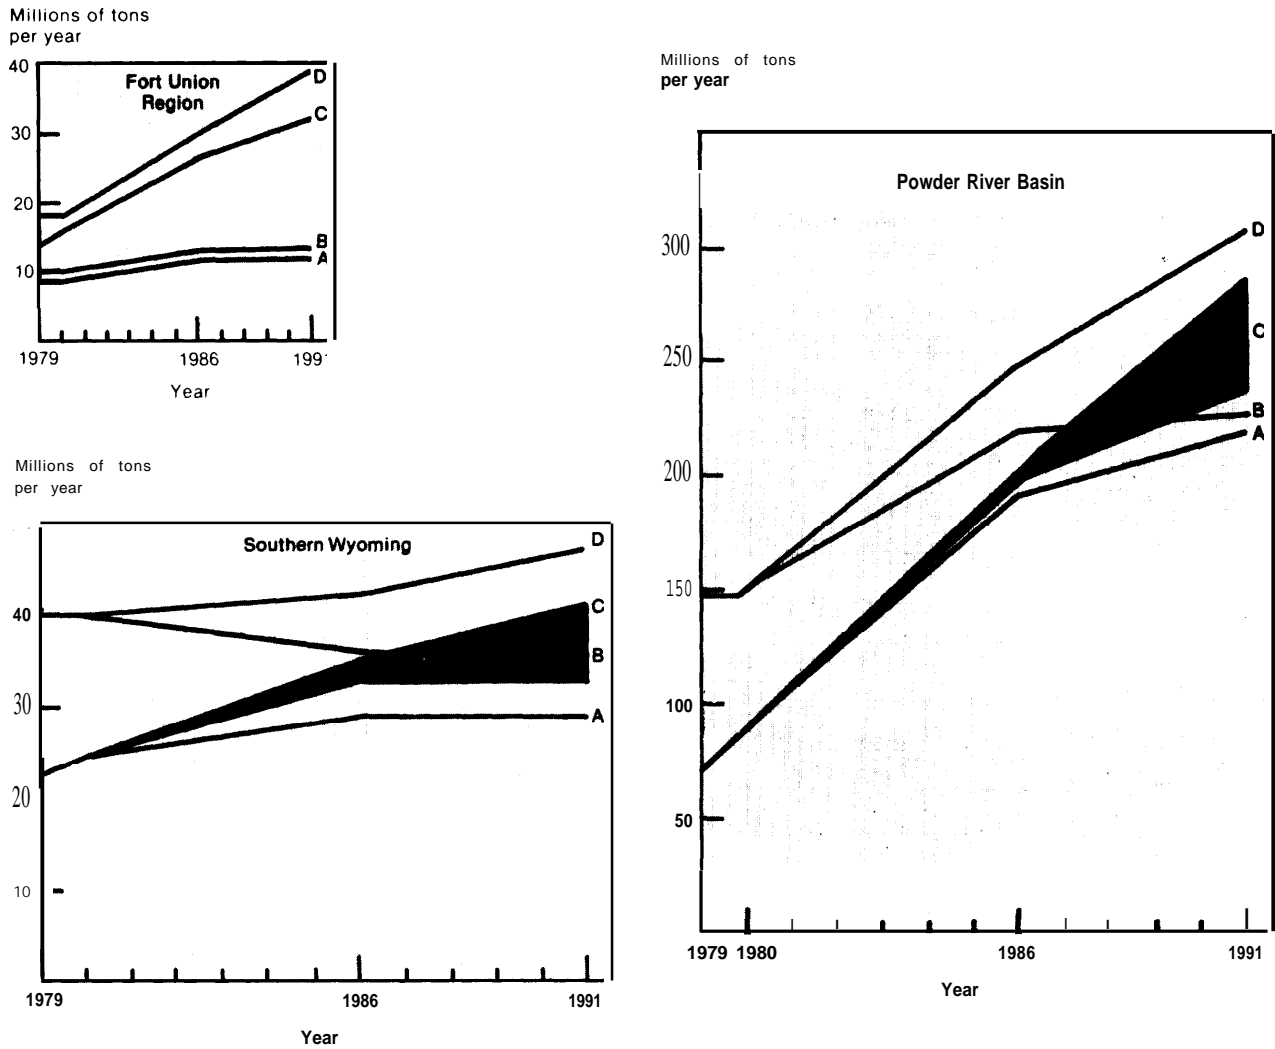 Millions of tons
per year
40
Fort Union
Region
D
C
30
20
B
A
10
1979
1986
199
Year
Millions of tons
per year
Powder River Basin
300
D
250
C
B
A
200
150
100
50
1979 1980
1986
1991
Year
Millions of tons
per year
Southern Wyoming
D
40
C
B
30
A
20
10
1979
1986
1991
Year